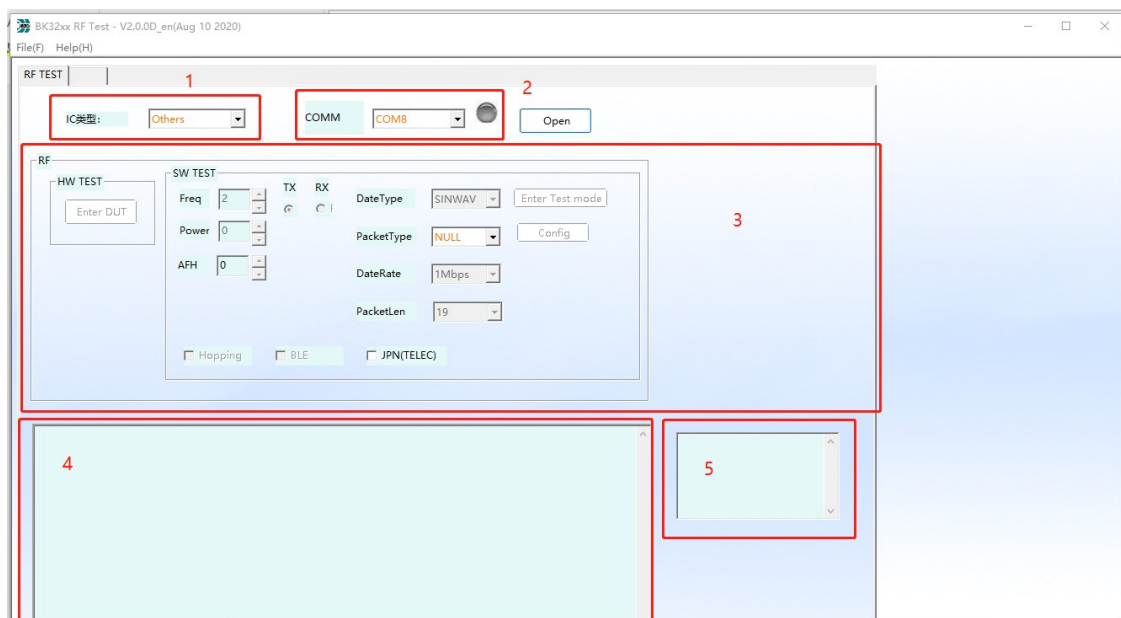 BK32xx RF Test - V2.0.0D_en(Aug 10 2020)
File(F) Help(H)
RF TEST
1
2
IC类型: Others
COMM COM8 Open
RF
HW TEST
Enter DUT
SW TEST
Freq 2 TX RX DateType SINWAV Enter Test mode
Power 0 PacketType NULL Config
AFH 0 DateRate 1Mbps
PacketLen 19
Hopping BLE JPN(TELEC)
3
4
5